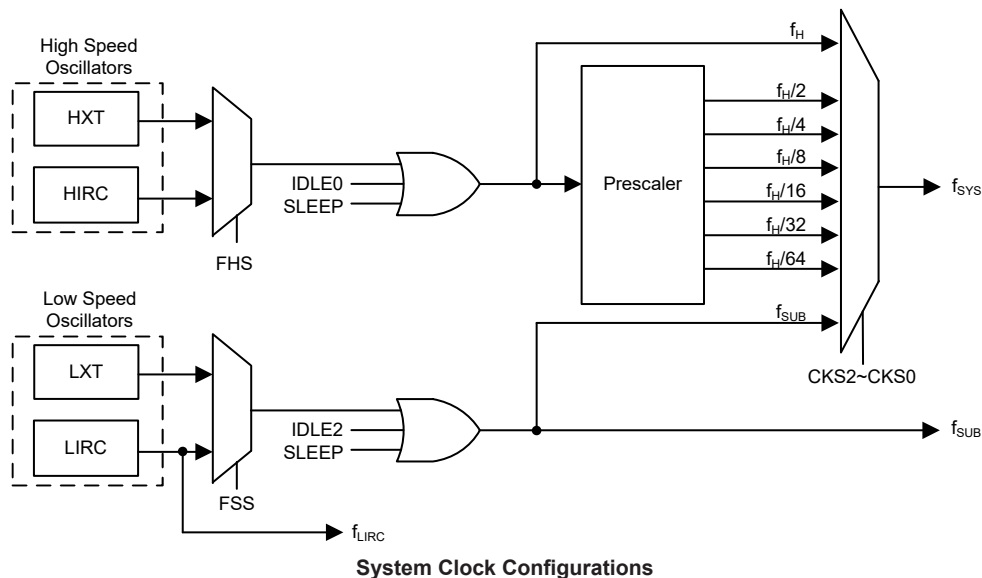 High Speed
Oscillators
HXT
HIRC
FHS
IDLE0
SLEEP
Prescaler
fH
fH/2
fH/4
fH/8
fH/16
fH/32
fH/64
fSUB
CKS2~CKS0
fSYS
Low Speed
Oscillators
LXT
LIRC
FSS
IDLE2
SLEEP
fSUB
fLIRC
System Clock Configurations